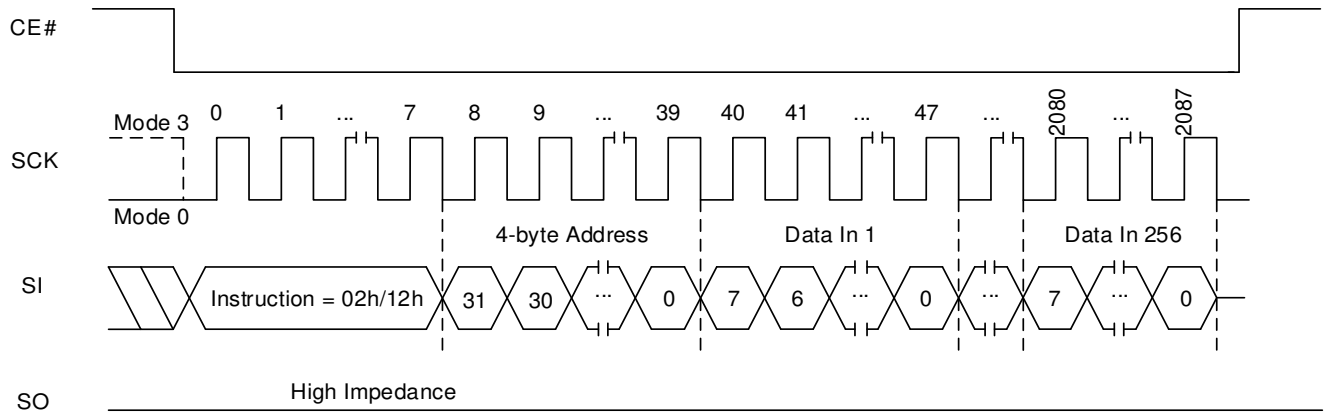 CE#
0 1 ... 7 8 9 ... 39 40 41 ... 47 ... 2080 ... 2087
Mode 3
SCK
Mode 0
4-byte Address Data In 1 Data In 256
SI
Instruction = 02h/12h 31 30 ... 0 7 6 ... 0 ... 7 ... 0
High Impedance
SO